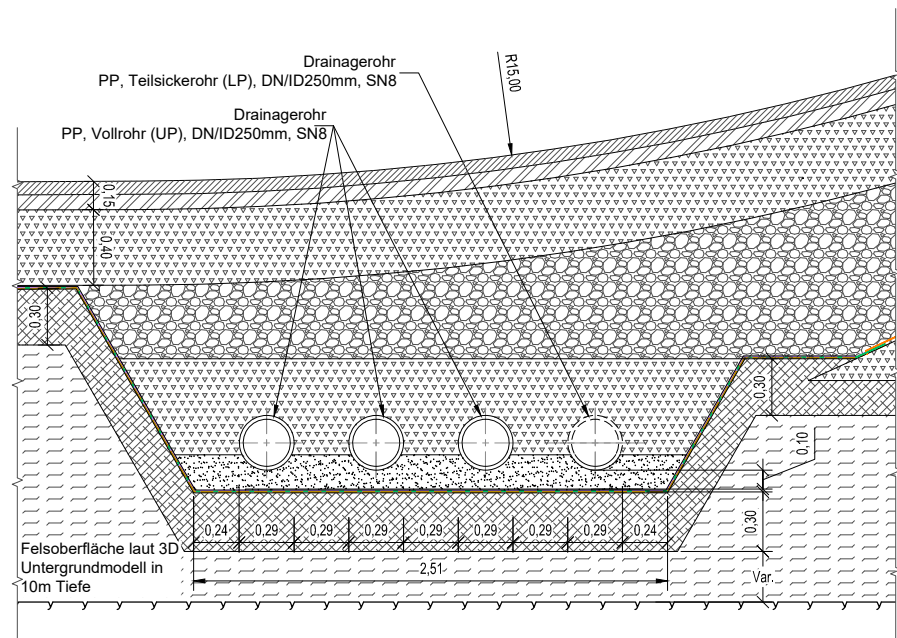 Drainagerohr
PP, Teilsickerohr (LP), DN/ID250mm, SN8
R15,00
Drainagerohr
PP, Vollrohr (UP), DN/ID250mm, SN8
0,15
0,40
0,30
0,30
0,10
0,24 0,29 0,29 0,29 0,29 0,29 0,29 0,29 0,24
0,30
2,51
Felsoberfläche laut 3D
Untergrundmodell in
10m Tiefe
Var.